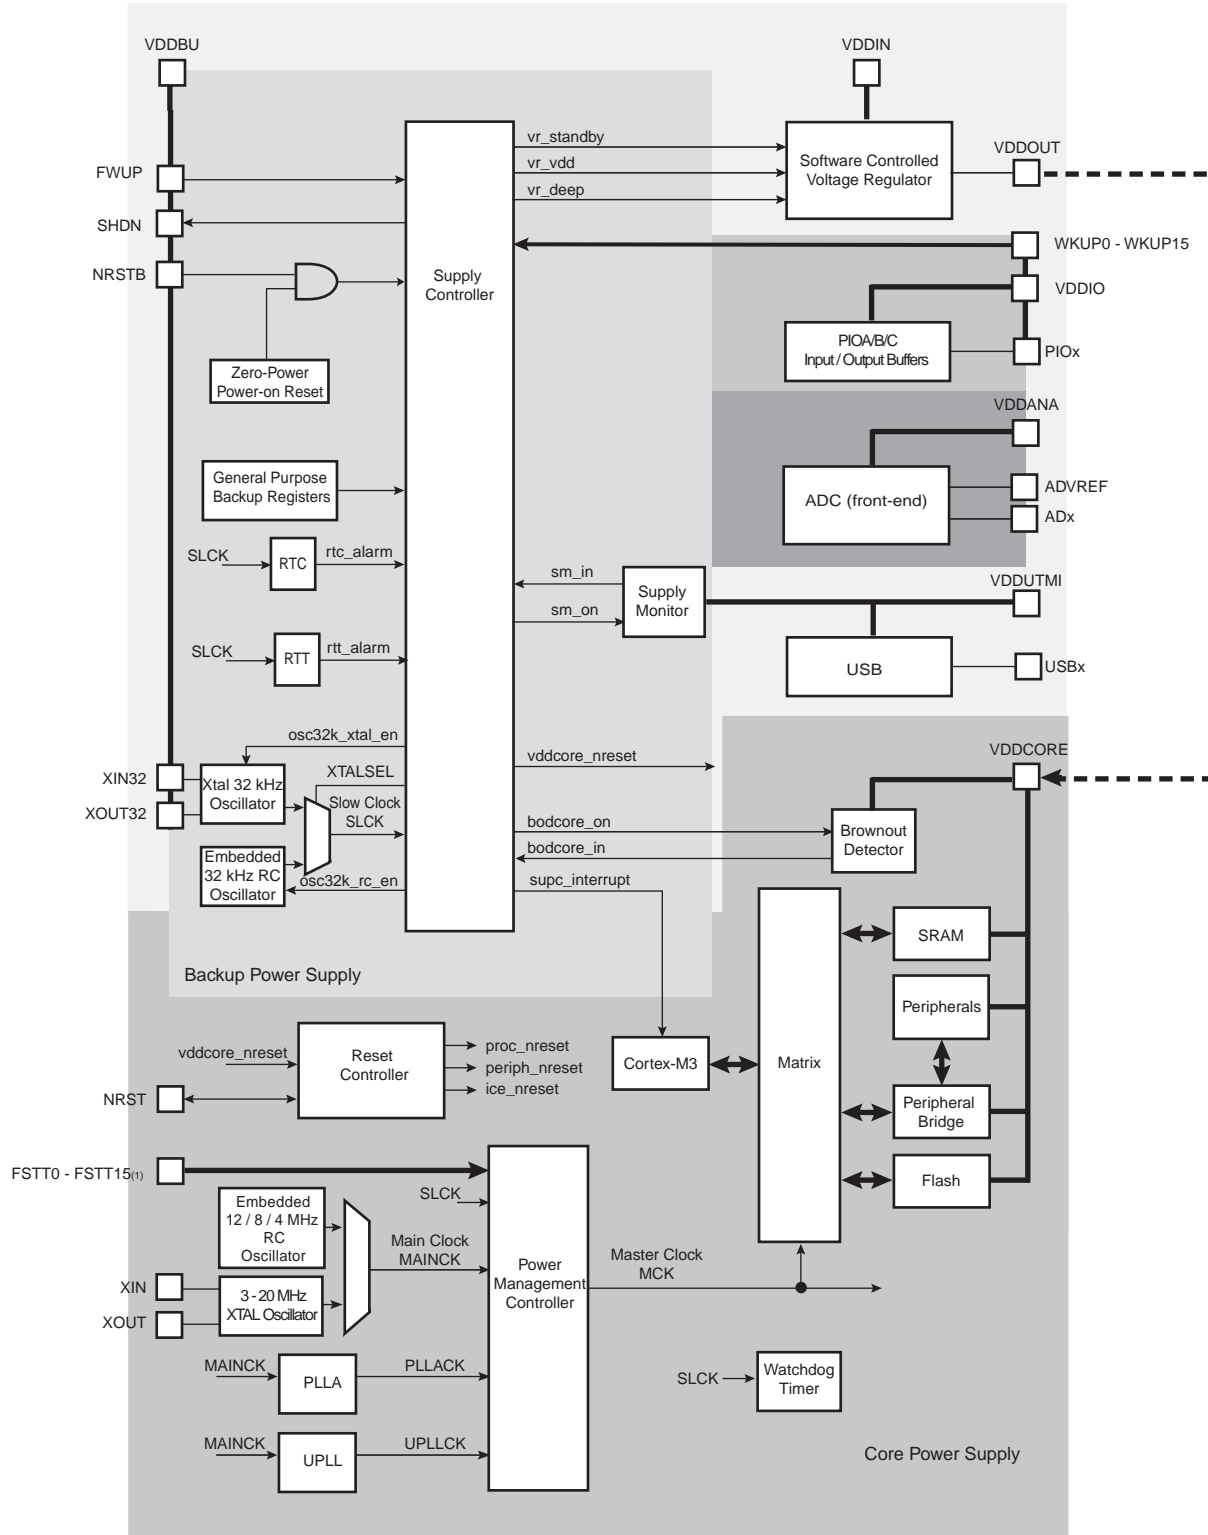 VDDBU
VDDIN
VDDOUT
FWUP
SHDN
NRSTB
vr_standby
vr_vdd
vr_deep
Software Controlled
Voltage Regulator
WKUP0 - WKUP15
Supply
Controller
VDDIO
PIOA/B/C
Input / Output Buffers
PIOx
Zero-Power
Power-on Reset
VDDANA
General Purpose
Backup Registers
ADC (front-end)
ADVREF
ADx
SLCK
RTC
rtc_alarm
sm_in
sm_on
Supply
Monitor
VDDUTMI
SLCK
RTT
rtt_alarm
USB
USBx
osc32k_xtal_en
vddcore_nreset
VDDCORE
XIN32
XOUT32
Xtal 32 kHz
Oscillator
XTALSEL
Slow Clock
SLCK
bodcore_on
bodcore_in
Brownout
Detector
Embedded
32 kHz RC
Oscillator
osc32k_rc_en
supc_interrupt
SRAM
Backup Power Supply
Peripherals
vddcore_nreset
Reset
Controller
proc_nreset
periph_nreset
ice_nreset
Cortex-M3
Matrix
NRST
Peripheral
Bridge
FSTT0 - FSTT15(1)
Flash
SLCK
Embedded
12 / 8 / 4 MHz
RC
Oscillator
Main Clock
MAINCK
Power
Management
Controller
Master Clock
MCK
XIN
XOUT
3 - 20 MHz
XTAL Oscillator
MAINCK
PLLA
PLLACK
SLCK
Watchdog
Timer
MAINCK
UPLL
UPLLCK
Core Power Supply